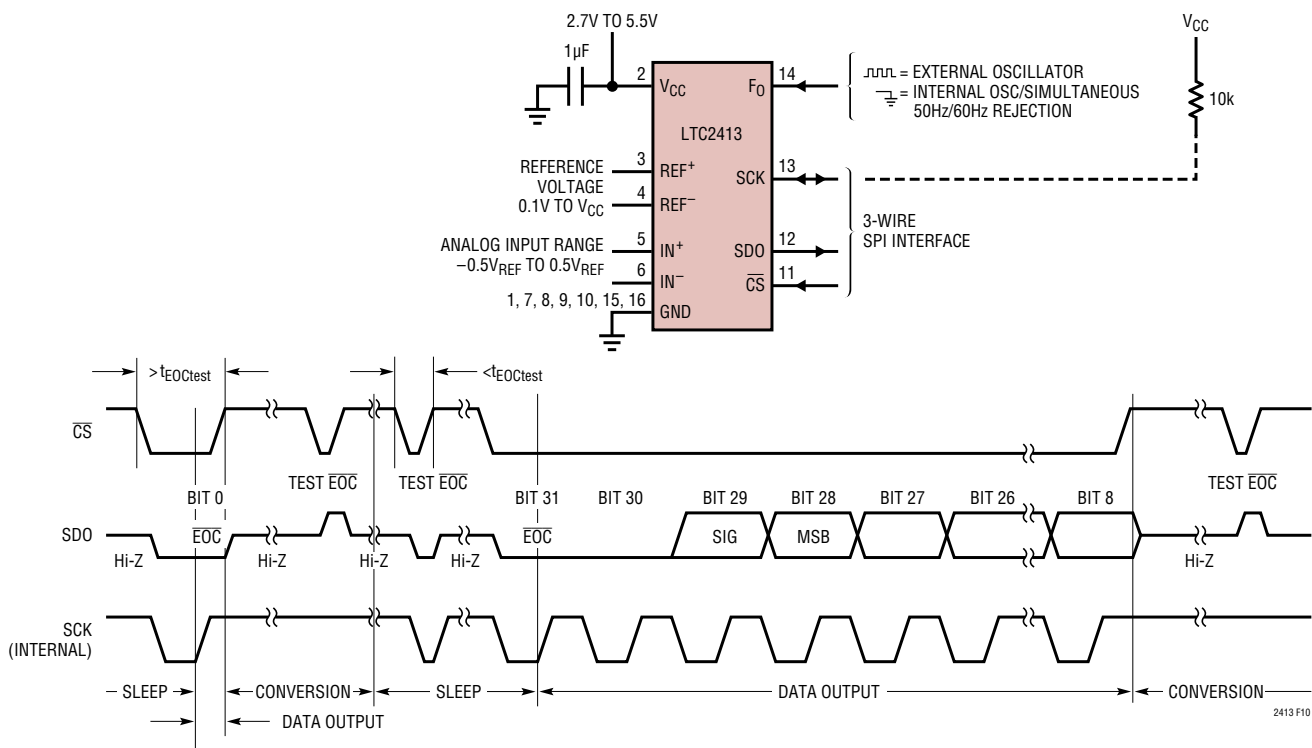 2.7V TO 5.5V
1µF
VCC
2
VCC
FO
14
= EXTERNAL OSCILLATOR
= INTERNAL OSC/SIMULTANEOUS
50Hz/60Hz REJECTION
10k
LTC2413
REFERENCE
VOLTAGE
0.1V TO VCC
3
REF+
4
REF–
SCK
13
3-WIRE
SPI INTERFACE
ANALOG INPUT RANGE
–0.5VREF TO 0.5VREF
5
IN+
6
IN–
SDO
12
CS
11
1, 7, 8, 9, 10, 15, 16
GND
>tEOCtest
<tEOCtest
CS
TEST EOC
TEST EOC
TEST EOC
BIT 0
BIT 31
BIT 30
BIT 29
BIT 28
BIT 27
BIT 26
BIT 8
SDO
EOC
EOC
SIG
MSB
Hi-Z
Hi-Z
Hi-Z
Hi-Z
Hi-Z
SCK
(INTERNAL)
SLEEP
CONVERSION
SLEEP
DATA OUTPUT
CONVERSION
DATA OUTPUT
2413 F10